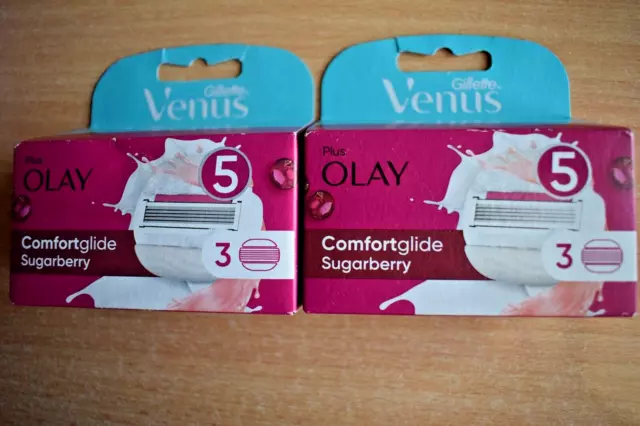 Gillette
Venus
Plus
OLAY
5
Comfortglide
Sugarberry
3
Gillette
Venus
Plus
OLAY
5
Comfortglide
Sugarberry
3